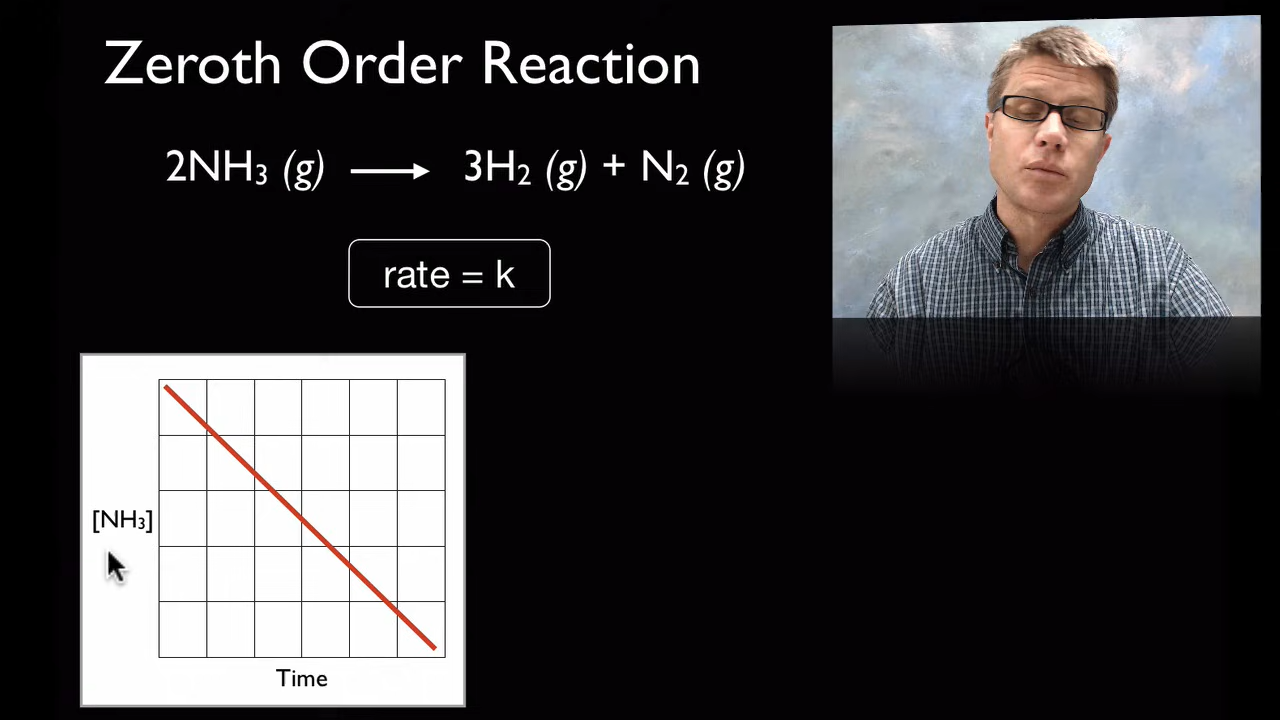 Zeroth Order Reaction
2NH₃ (g) ⟶ 3H₂ (g) + N₂ (g)
rate = k
[NH₃]
Time